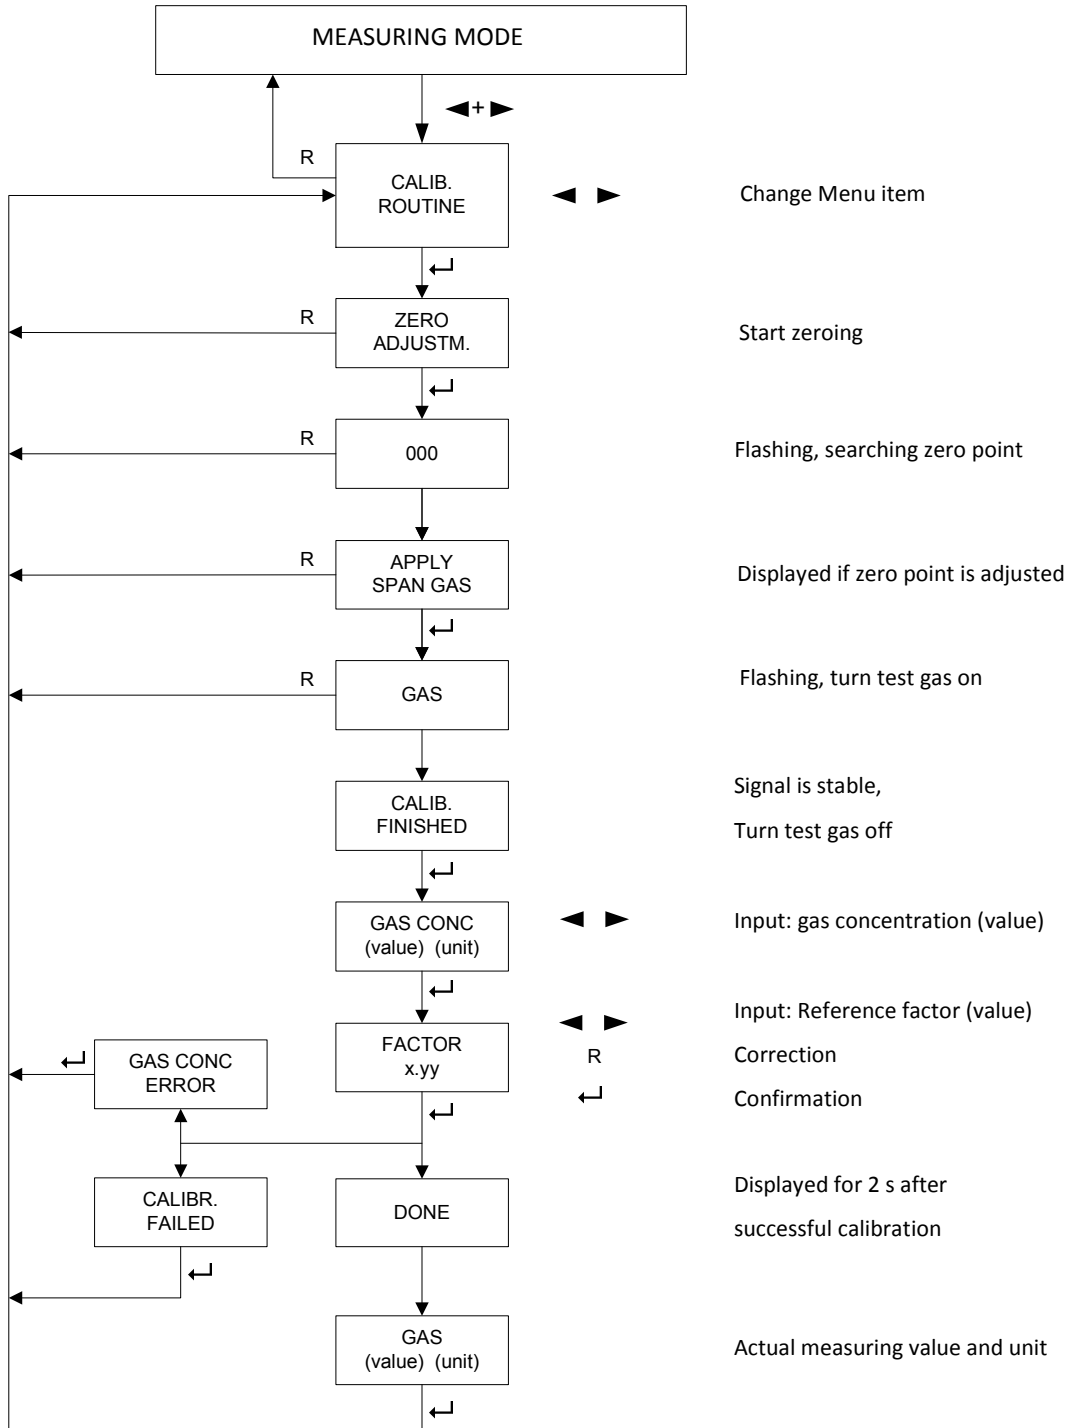 MEASURING MODE
◄+►
R
CALIB.
ROUTINE
◄ ►
Change Menu item
↵
R
ZERO
ADJUSTM.
Start zeroing
↵
R
000
Flashing, searching zero point
R
APPLY
SPAN GAS
Displayed if zero point is adjusted
↵
R
GAS
Flashing, turn test gas on
CALIB.
FINISHED
Signal is stable,
Turn test gas off
↵
GAS CONC
(value) (unit)
◄ ►
Input: gas concentration (value)
↵
FACTOR
x.yy
◄ ►
Input: Reference factor (value)
R
Correction
↵
Confirmation
↵
GAS CONC
ERROR
↵
CALIBR.
FAILED
↵
DONE
Displayed for 2 s after
successful calibration
GAS
(value) (unit)
Actual measuring value and unit
↵